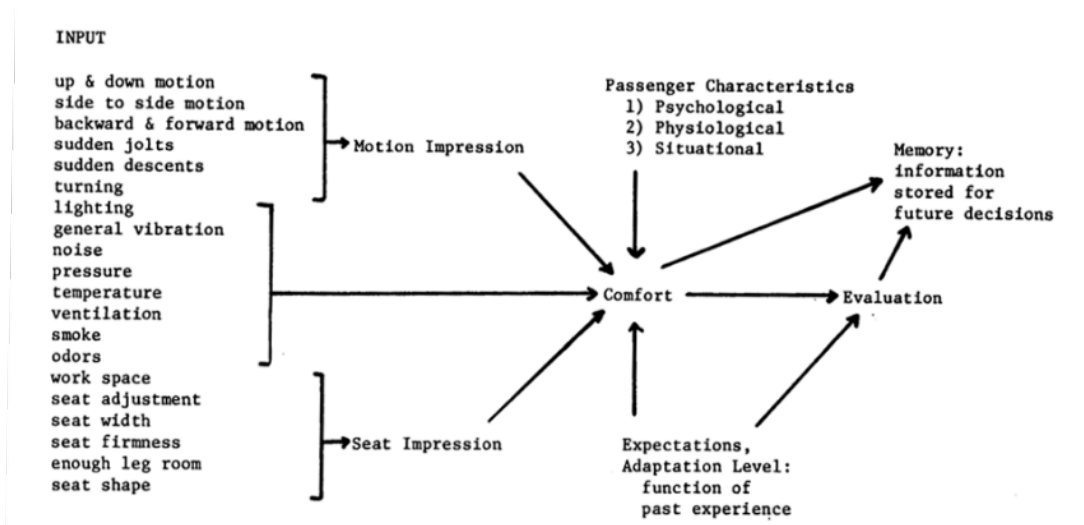 INPUT
up & down motion
side to side motion
backward & forward motion
sudden jolts
sudden descents
turning
lighting
general vibration
noise
pressure
temperature
ventilation
smoke
odors
work space
seat adjustment
seat width
seat firmness
enough leg room
seat shape
Motion Impression
Seat Impression
Passenger Characteristics
1) Psychological
2) Physiological
3) Situational
Comfort
Expectations,
Adaptation Level:
function of
past experience
Evaluation
Memory:
information
stored for
future decisions